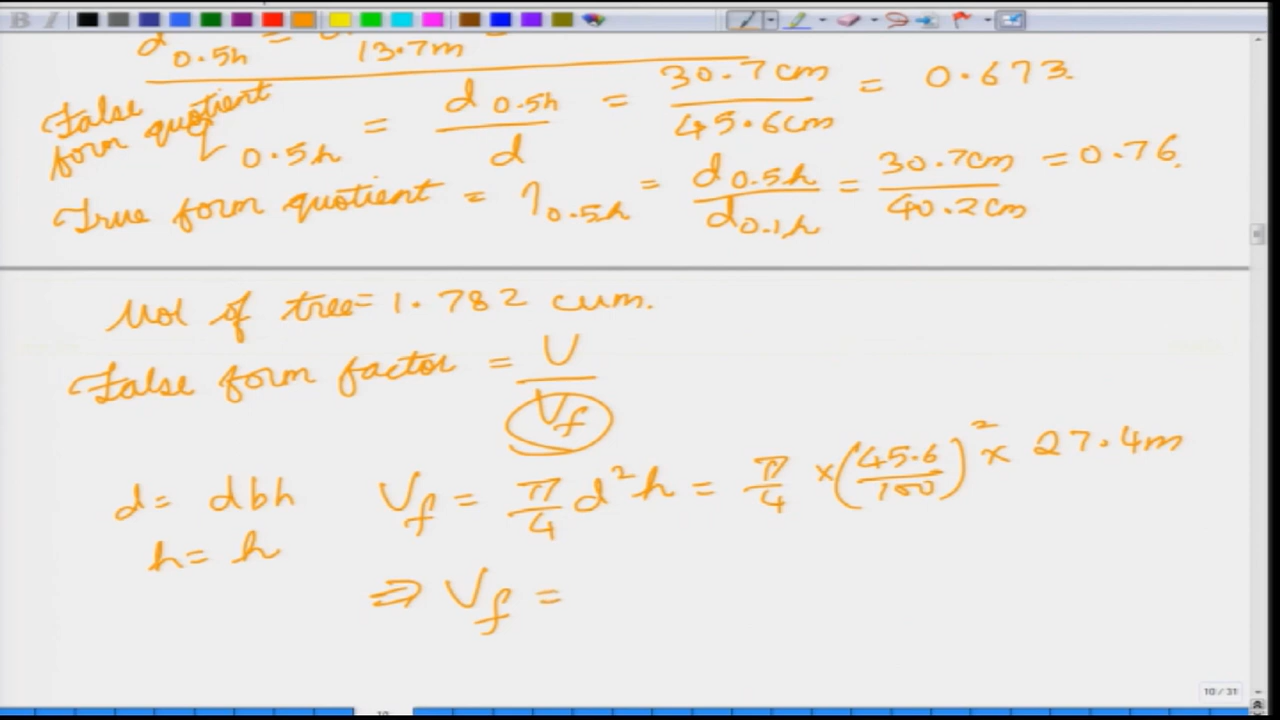 d0.5h =
13.7m
False form quotient q0.5h = d0.5h / d = 30.7cm / 45.6cm = 0.673.
True form quotient = η0.5h = d0.5h / d0.1h = 30.7cm / 40.2cm = 0.76.
Vol of tree = 1.782 cum.
False form factor = V / Vf
d = dbh Vf = π/4 d²h = π/4 × (45.6/100)² × 27.4m
h = h
⇒ Vf =
10 / 31